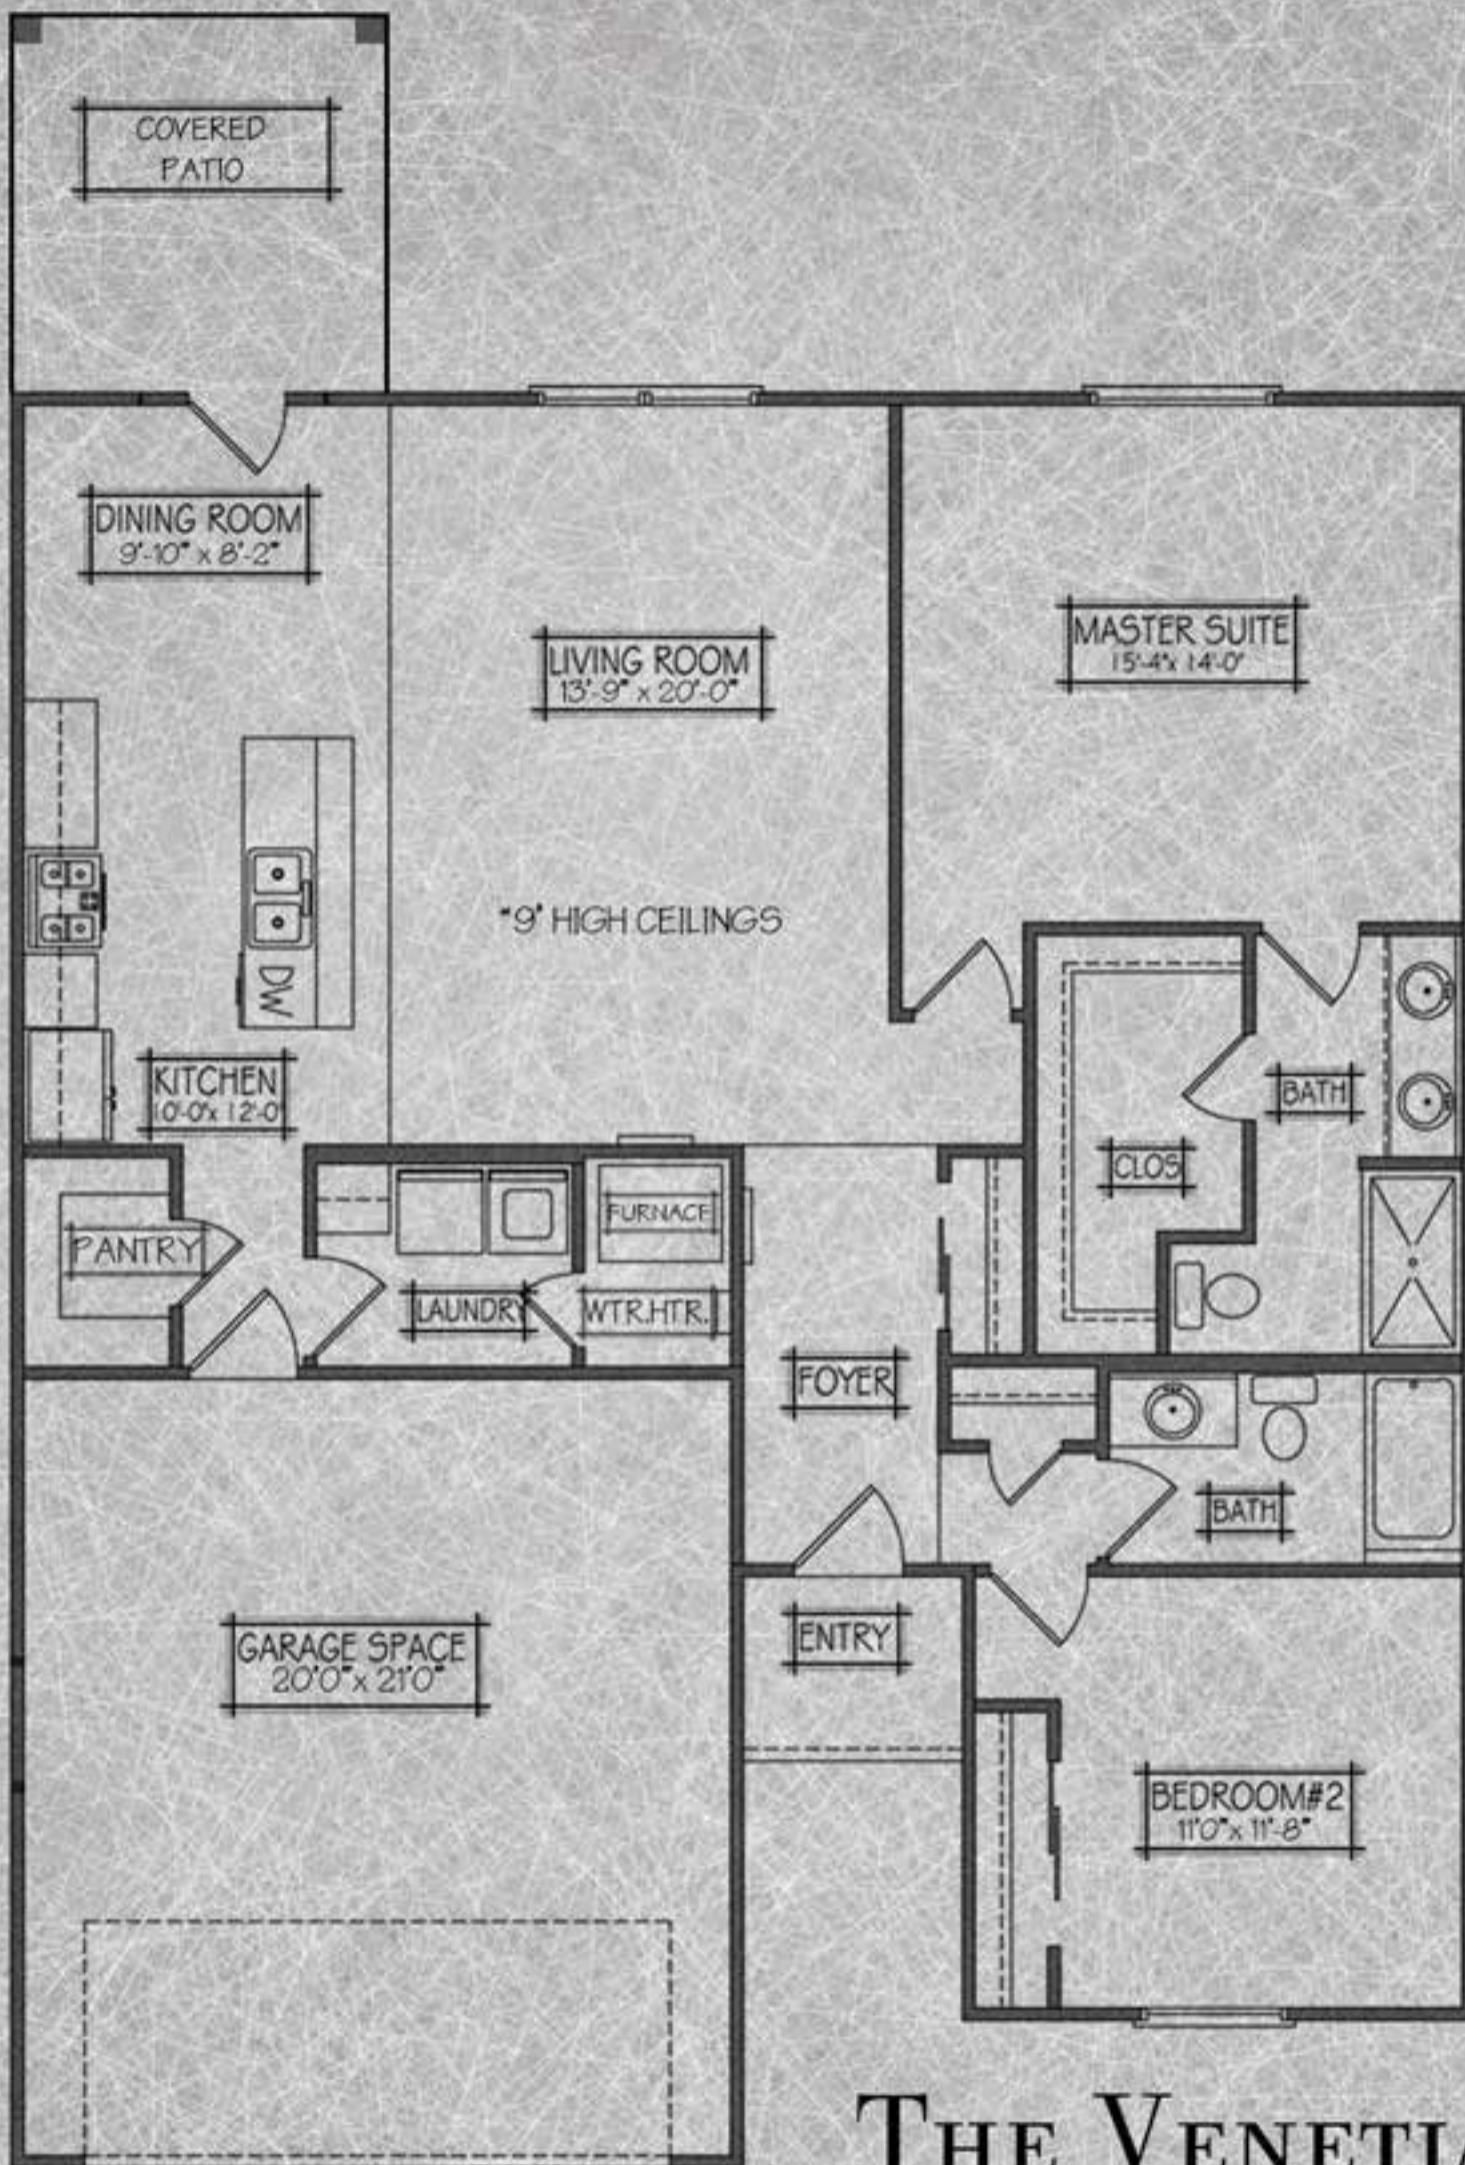 COVERED
PATIO
DINING ROOM
9'-10" x 8'-2"
LIVING ROOM
13'-9" x 20'-0"
MASTER SUITE
15'-4"x 14'-0"
"9' HIGH CEILINGS
DW
KITCHEN
10'-0"x 12'-0"
BATH
CLOS
PANTRY
LAUNDRY
FURNACE
WTR.HTR.
FOYER
BATH
ENTRY
GARAGE SPACE
20'0" x 21'0"
BEDROOM#2
11'0" x 11'-8"
THE VENETIA